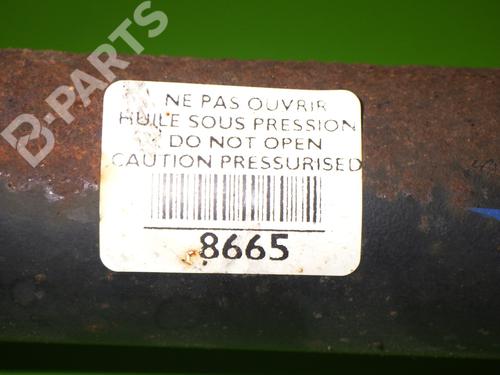 B-PARTS
NE PAS OUVRIR
HUILE SOUS PRESSION
DO NOT OPEN
CAUTION PRESSURISED
8665